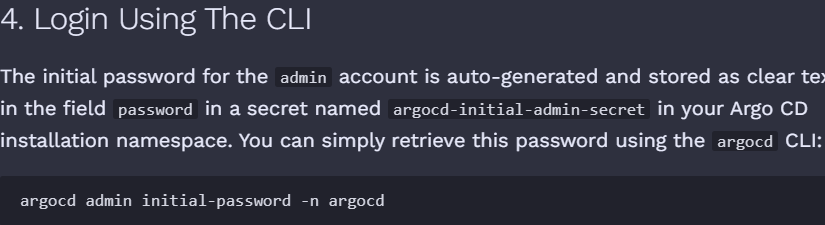 4. Login Using The CLI
The initial password for the admin account is auto-generated and stored as clear
in the field password in a secret named argocd-initial-admin-secret in your Argo CD
installation namespace. You can simply retrieve this password using the argocd CLI:
argocd admin initial-password -n argocd